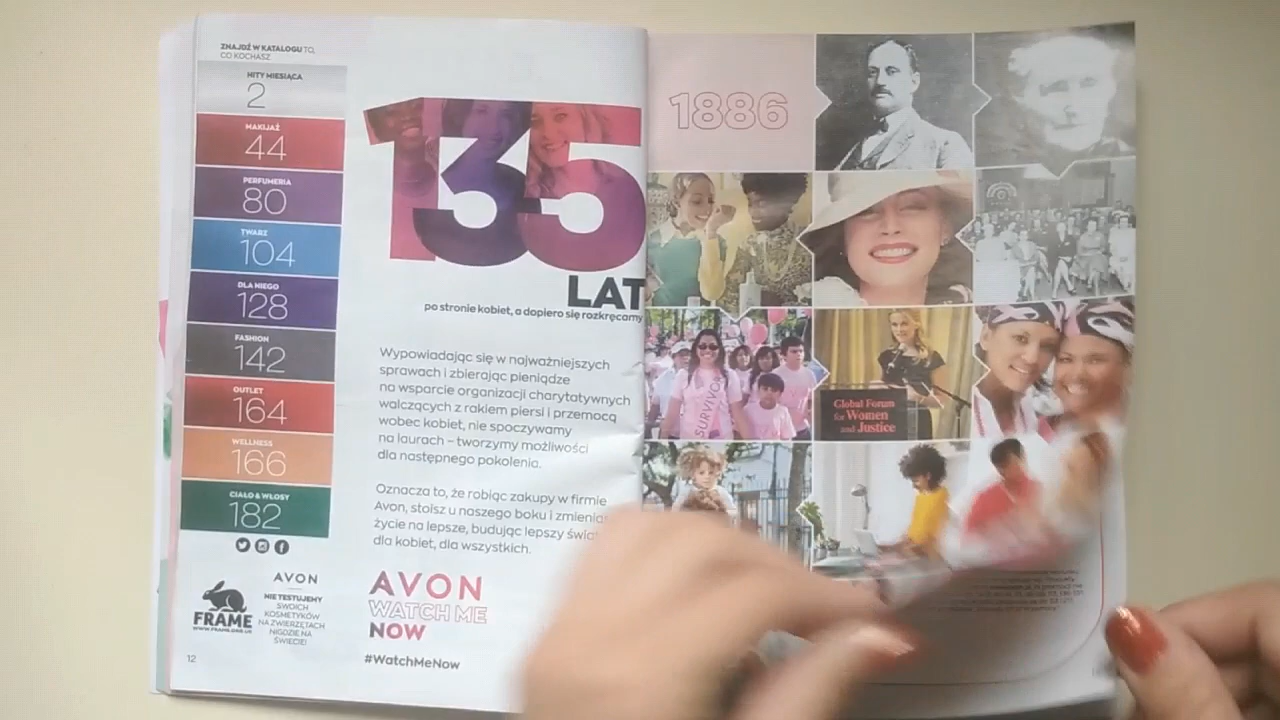 ZNAJDŹ W KATALOGU TO,
CO KOCHASZ
HITY MIESIĄCA
2
MAKIJAŻ
44
PERFUMERIA
80
TWARZ
104
DLA NIEGO
128
FASHION
142
OUTLET
164
WELLNESS
166
CIAŁO & WŁOSY
182
FRAME
WWW.FRAME.ORG.UK
AVON
NIE TESTUJEMY
SWOICH
KOSMETYKÓW
NA ZWIERZĘTACH
NIGDZIE NA
ŚWIECIE!
12
135
LAT
po stronie kobiet, a dopiero się rozkręcamy
Wypowiadając się w najważniejszych
sprawach i zbierając pieniądze
na wsparcie organizacji charytatywnych
walczących z rakiem piersi i przemocą
wobec kobiet, nie spoczywamy
na laurach – tworzymy możliwości
dla następnego pokolenia.
Oznacza to, że robiąc zakupy w firmie
Avon, stoisz u naszego boku i zmieniasz
życie na lepsze, budując lepszy świat
dla kobiet, dla wszystkich.
AVON
WATCH ME
NOW
#WatchMeNow
1886
SURVIVOR
Global Forum
for Women
and Justice